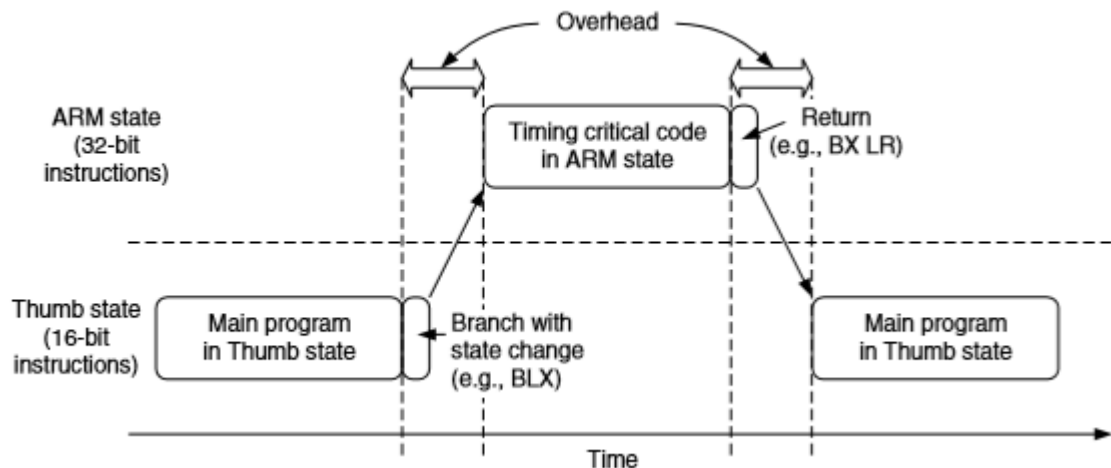 Overhead
ARM state
(32-bit
instructions)
Timing critical code
in ARM state
Return
(e.g., BX LR)
Thumb state
(16-bit
instructions)
Main program
in Thumb state
Branch with
state change
(e.g., BLX)
Main program
in Thumb state
Time